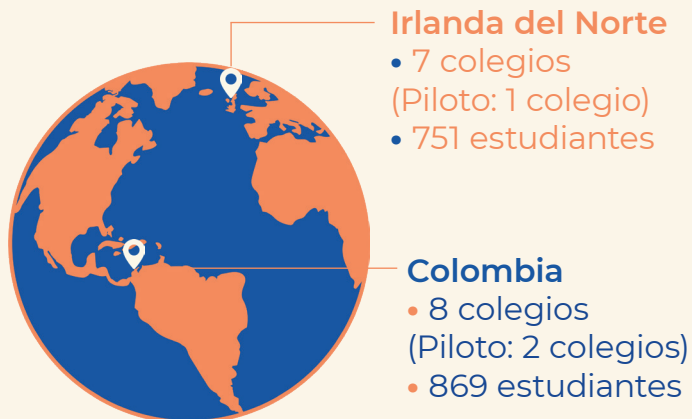 Irlanda del Norte
• 7 colegios
(Piloto: 1 colegio)
• 751 estudiantes
Colombia
• 8 colegios
(Piloto: 2 colegios)
• 869 estudiantes